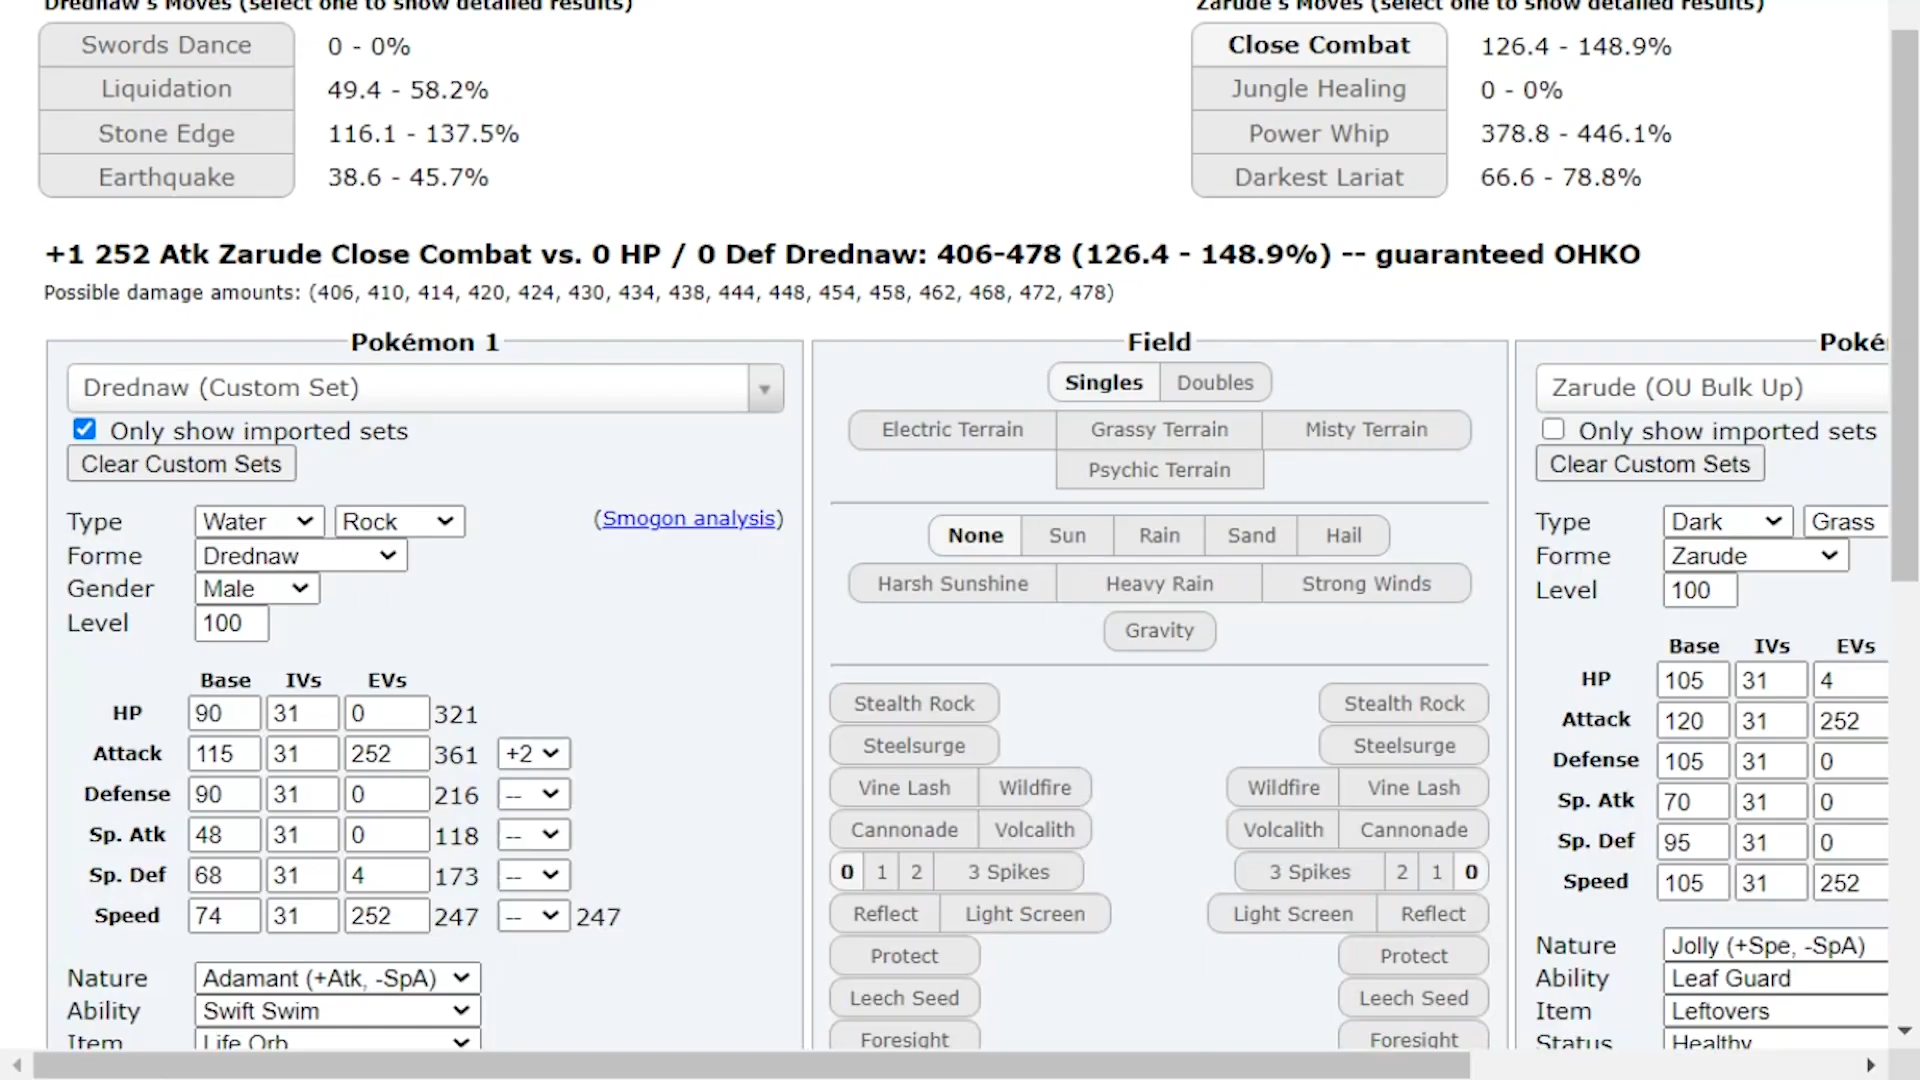 Drednaw's Moves (select one to show detailed results)
Swords Dance 0 - 0%
Liquidation 49.4 - 58.2%
Stone Edge 116.1 - 137.5%
Earthquake 38.6 - 45.7%
Zarude's Moves (select one to show detailed results)
Close Combat 126.4 - 148.9%
Jungle Healing 0 - 0%
Power Whip 378.8 - 446.1%
Darkest Lariat 66.6 - 78.8%
+1 252 Atk Zarude Close Combat vs. 0 HP / 0 Def Drednaw: 406-478 (126.4 - 148.9%) -- guaranteed OHKO
Possible damage amounts: (406, 410, 414, 420, 424, 430, 434, 438, 444, 448, 454, 458, 462, 468, 472, 478)
Pokémon 1
Drednaw (Custom Set)
Only show imported sets
Clear Custom Sets
Type Water Rock (Smogon analysis)
Forme Drednaw
Gender Male
Level 100
Base IVs EVs
HP 90 31 0 321
Attack 115 31 252 361 +2
Defense 90 31 0 216 --
Sp. Atk 48 31 0 118 --
Sp. Def 68 31 4 173 --
Speed 74 31 252 247 -- 247
Nature Adamant (+Atk, -SpA)
Ability Swift Swim
Item Life Orb
Field
Singles Doubles
Electric Terrain Grassy Terrain Misty Terrain
Psychic Terrain
None Sun Rain Sand Hail
Harsh Sunshine Heavy Rain Strong Winds
Gravity
Stealth Rock Stealth Rock
Steelsurge Steelsurge
Vine Lash Wildfire Wildfire Vine Lash
Cannonade Volcalith Volcalith Cannonade
0 1 2 3 Spikes 3 Spikes 2 1 0
Reflect Light Screen Light Screen Reflect
Protect Protect
Leech Seed Leech Seed
Foresight Foresight
Poké
Zarude (OU Bulk Up)
Only show imported sets
Clear Custom Sets
Type Dark Grass
Forme Zarude
Level 100
Base IVs EVs
HP 105 31 4
Attack 120 31 252
Defense 105 31 0
Sp. Atk 70 31 0
Sp. Def 95 31 0
Speed 105 31 252
Nature Jolly (+Spe, -SpA)
Ability Leaf Guard
Item Leftovers
Status Healthy